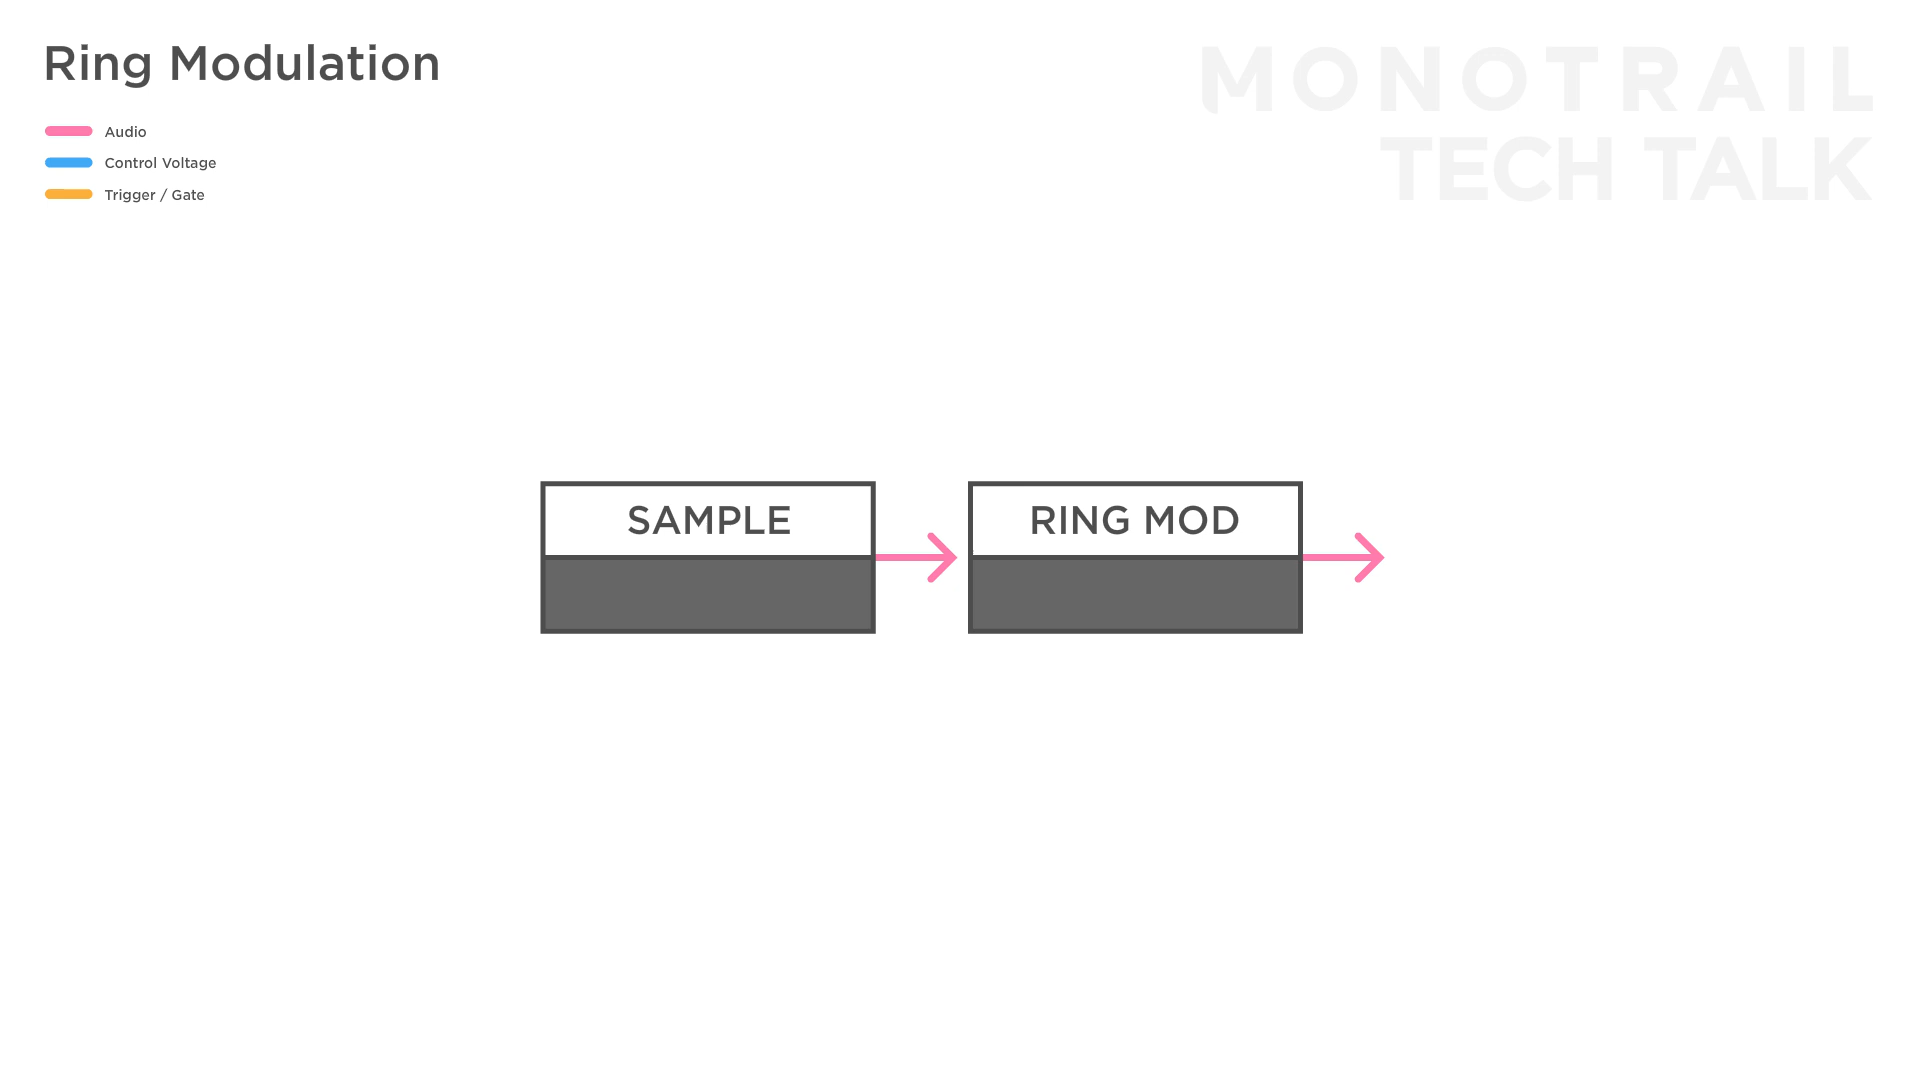 Ring Modulation
MONOTRAIL
TECH TALK
Audio
Control Voltage
Trigger / Gate
SAMPLE
RING MOD